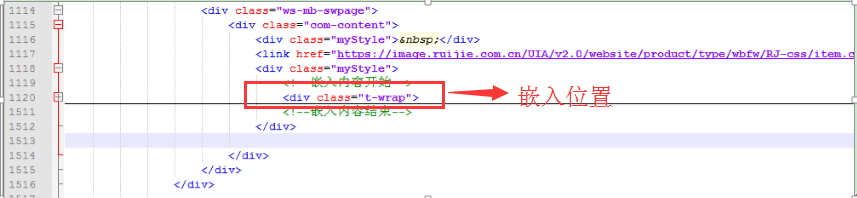 1114 <div class="ws-mb-swpage">
1115 <div class="com-content">
1116 <div class="myStyle">&nbsp;</div>
1117 <link href="https://image.ruijie.com.cn/UIA/v2.0/website/product/type/wbfw/RJ-css/item.c
1118 <div class="myStyle">
1119 <!--嵌入内容开始-->
1120 <div class="t-wrap"> 嵌入位置
1511 <!--嵌入内容结束-->
1512 </div>
1513
1514 </div>
1515 </div>
1516 </div>